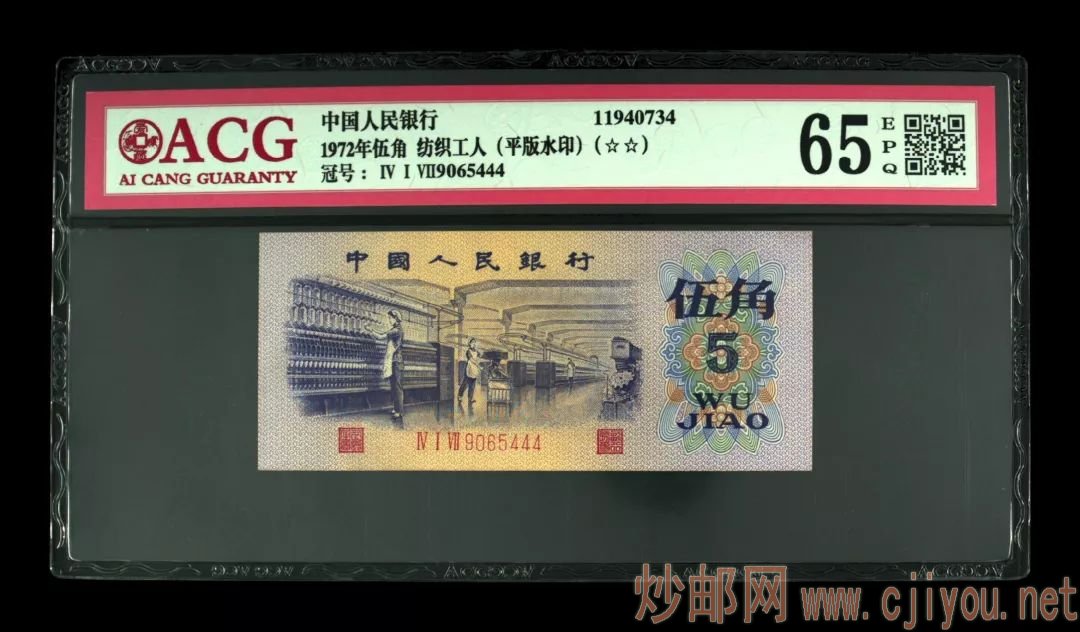 ACG
AI CANG GUARANTY
中国人民银行 11940734
1972年伍角 纺织工人（平版水印）(☆☆)
冠号： Ⅳ Ⅰ Ⅶ9065444
65
EPQ
中國人民銀行
伍角
5
WU
JIAO
Ⅳ Ⅰ Ⅶ 9065444
炒邮网 www.cjiyou.net